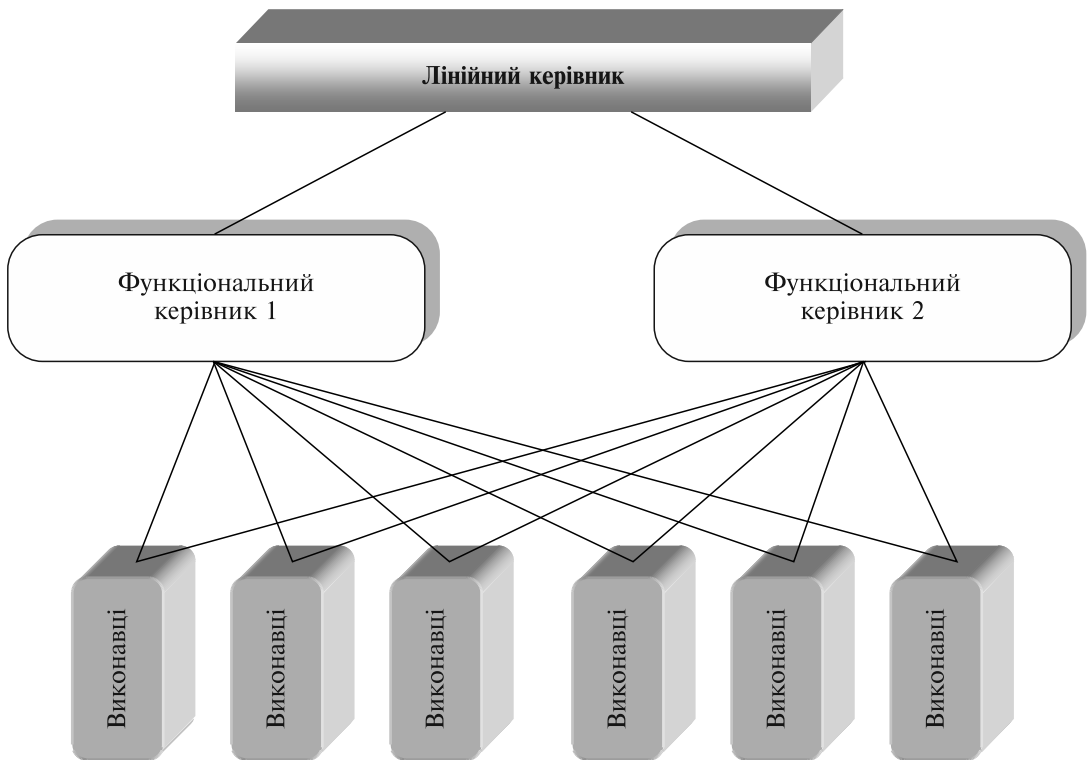 Лінійний керівник
Функціональний
керівник 1
Функціональний
керівник 2
Виконавці
Виконавці
Виконавці
Виконавці
Виконавці
Виконавці